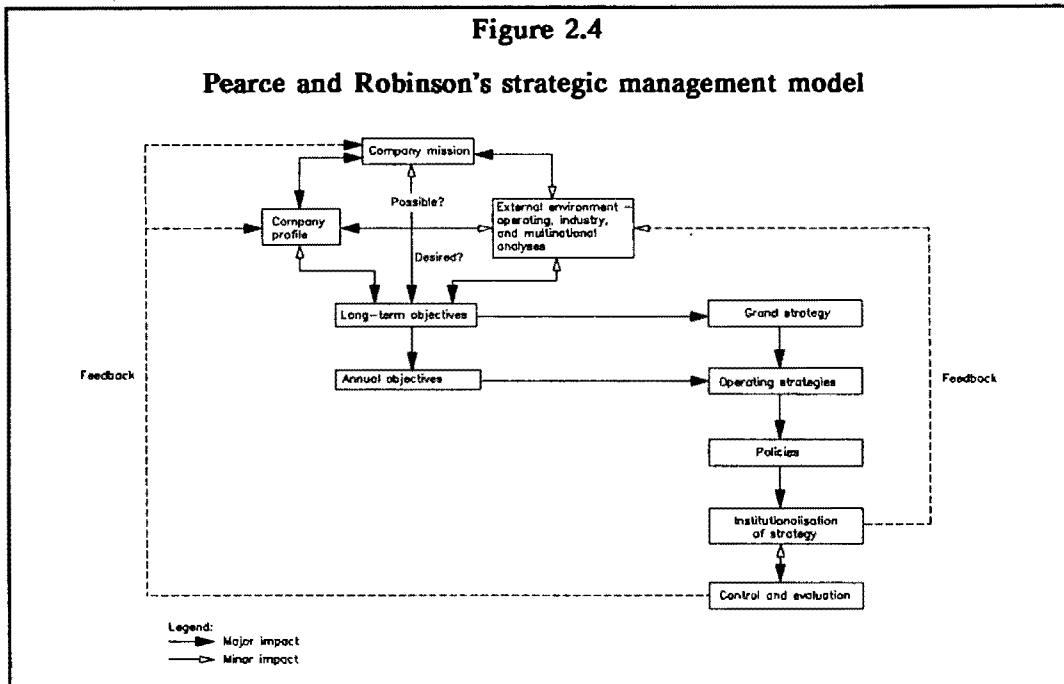 Figure 2.4
Pearce and Robinson's strategic management model
Company mission
Possible?
Company
profile
External environment –
operating, industry,
and multinational
analyses
Desired?
Long-term objectives
Grand strategy
Feedback
Annual objectives
Operating strategies
Feedback
Policies
Institutionalisation
of strategy
Control and evaluation
Legend:
Major impact
Minor impact